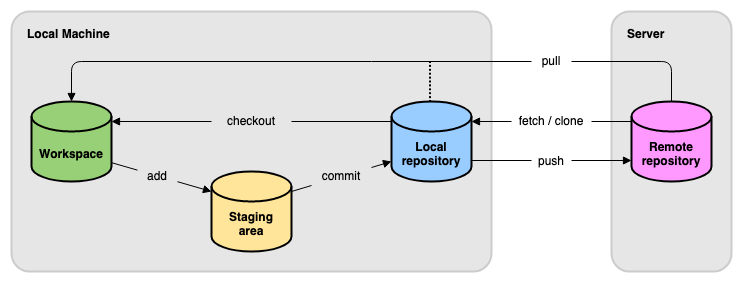 Local Machine
Server
pull
checkout
fetch / clone
Workspace
Local
repository
Remote
repository
push
add
commit
Staging
area